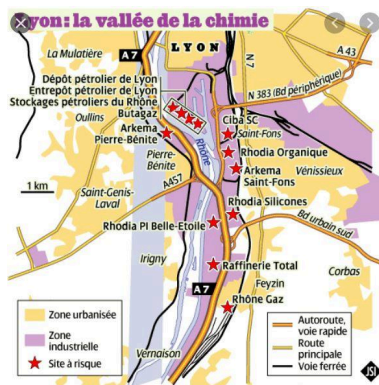 Lyon : la vallée de la chimie
La Mulatière
A 7
LYON
N7
A 43
Dépôt pétrolier de Lyon
Entrepôt pétrolier de Lyon
Stockages pétroliers du Rhône
Butagaz
N 383 (Bd périphérique)
Oullins
Arkema
Pierre-Bénite
Ciba SC
Saint-Fons
Rhône
Rhodia Organique
Pierre-
Bénite
Vénissieux
1 km
A457
Arkema
Saint-Fons
Saint-Genis-
Laval
Rhodia Silicones
Rhodia PI Belle-Etoile
Bd urbain sud
Irigny
Raffinerie Total
Corbas
A 7
Feyzin
Rhône Gaz
Vernaison
Zone urbanisée
Zone
industrielle
Site à risque
Autoroute,
voie rapide
Route
principale
Voie ferrée
JSI